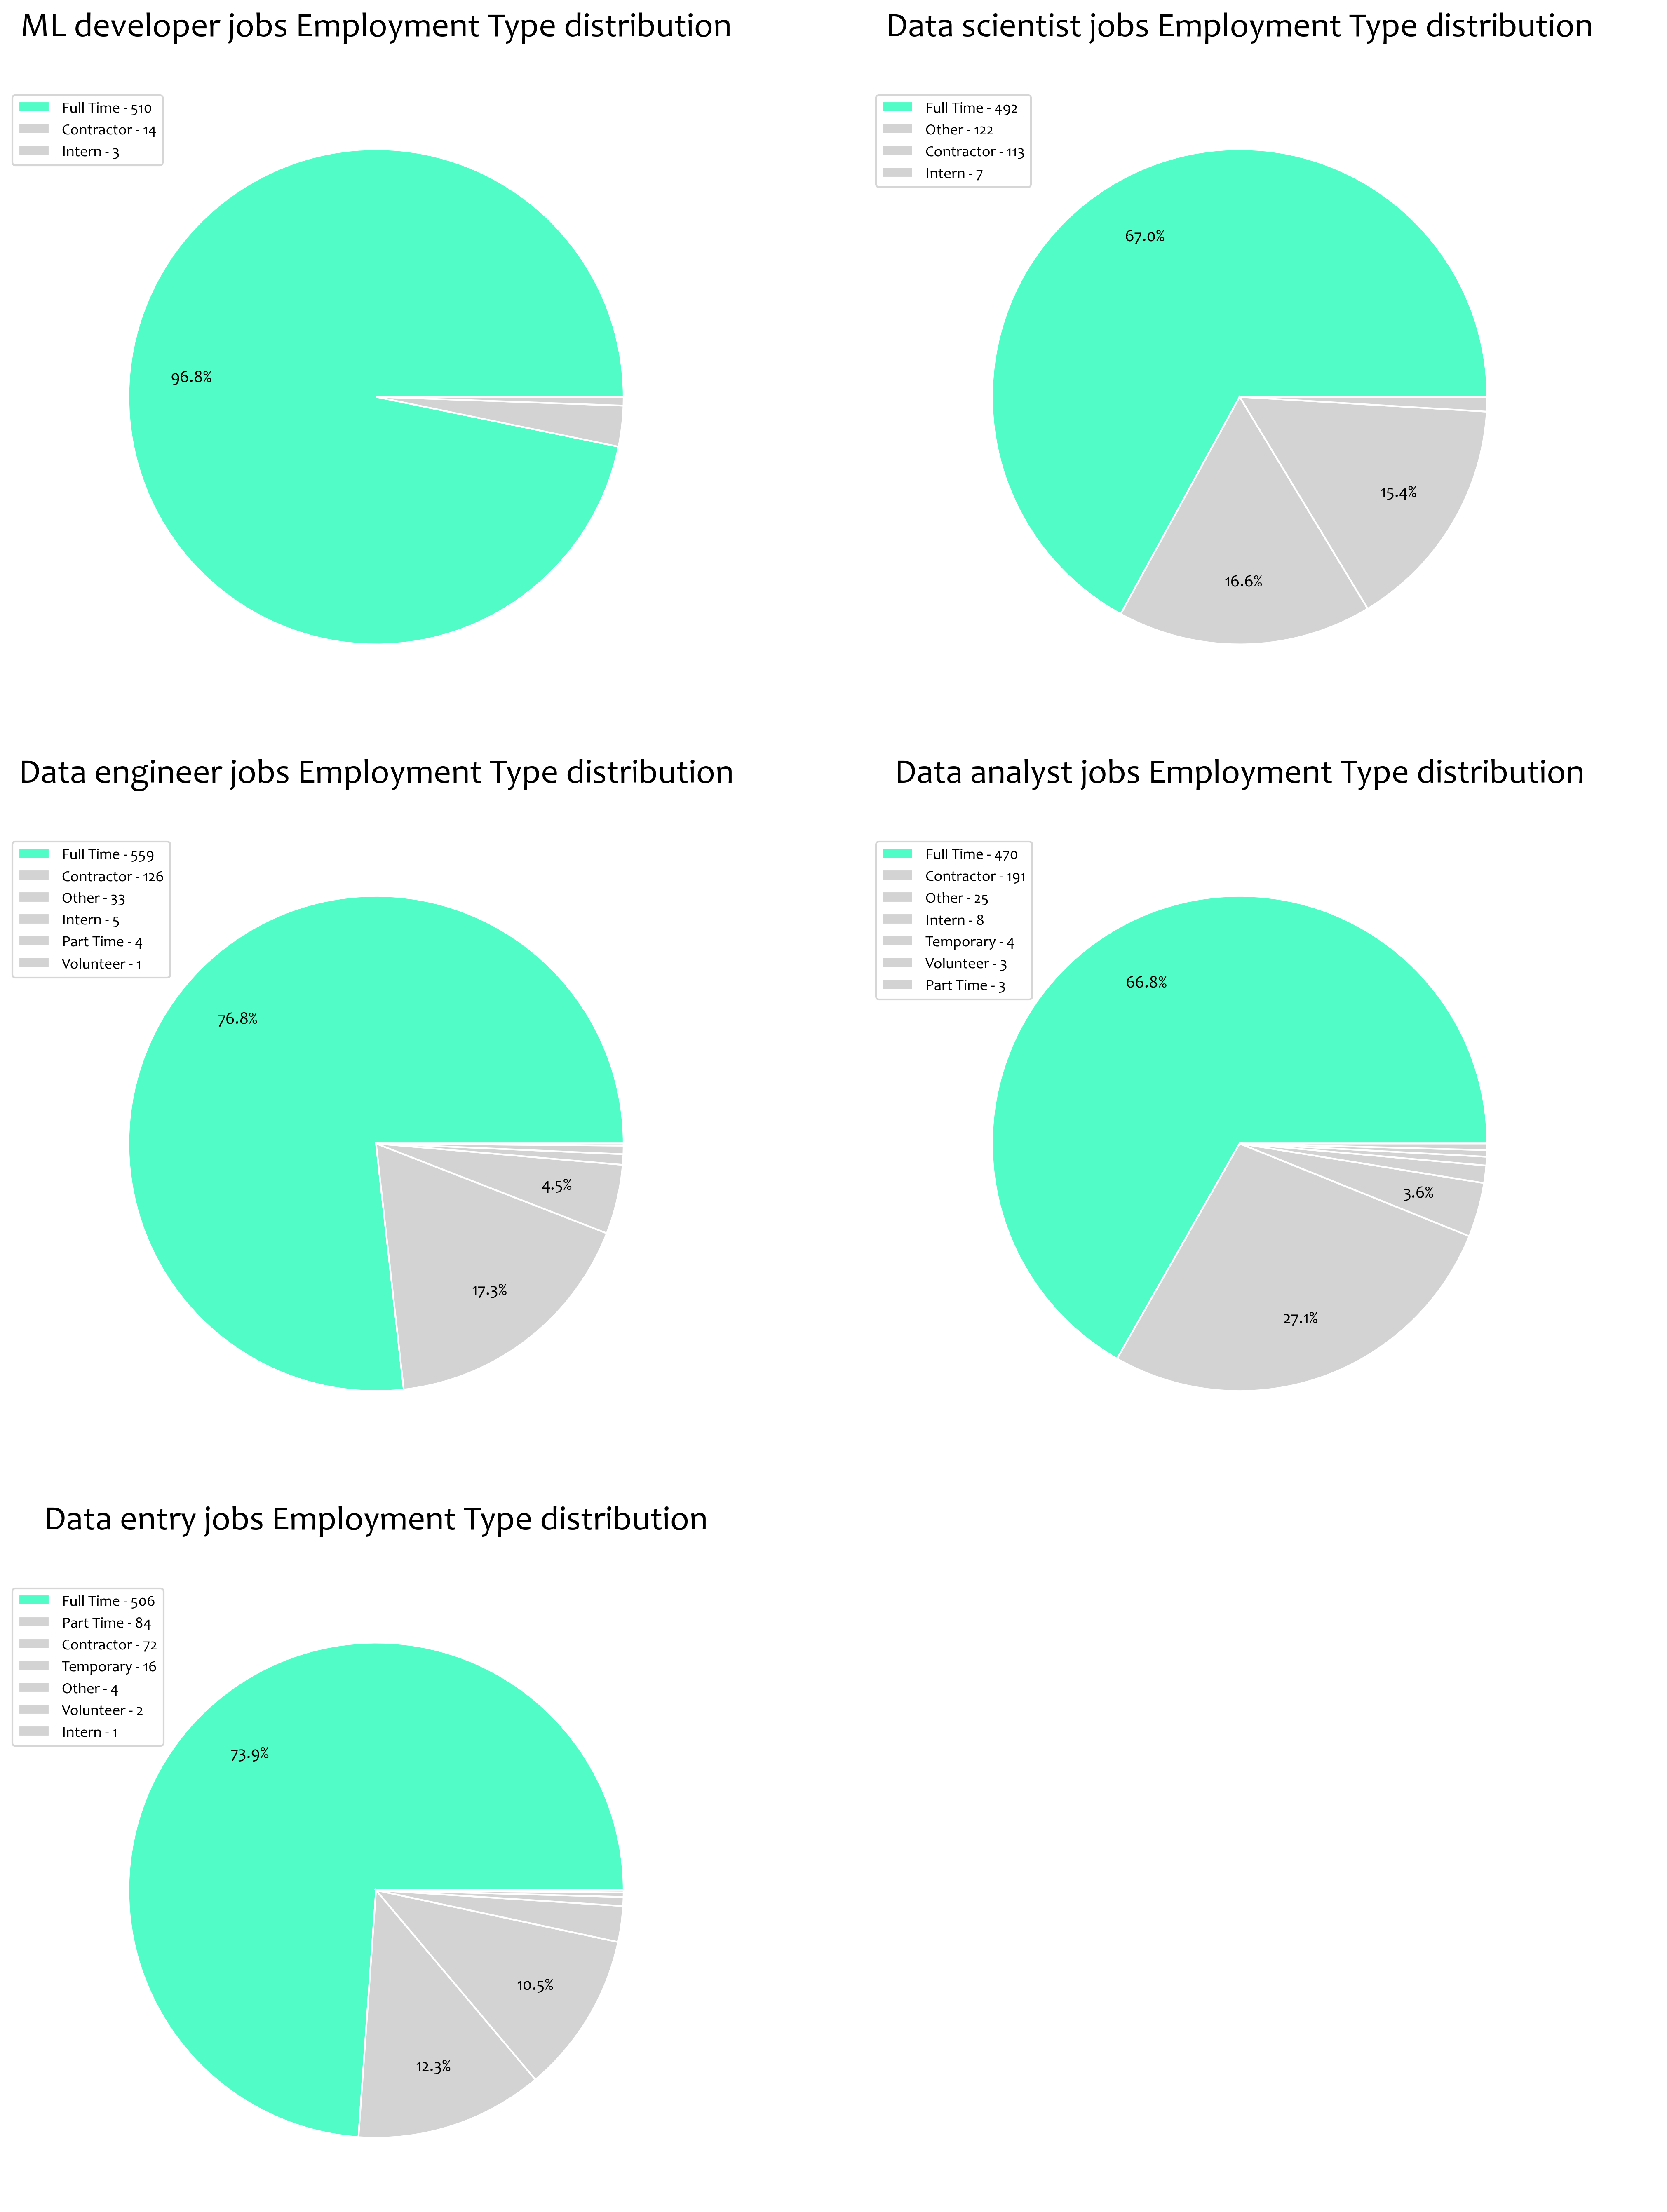 ML developer jobs Employment Type distribution
Full Time - 510
Contractor - 14
Intern - 3
96.8%
Data scientist jobs Employment Type distribution
Full Time - 492
Other - 122
Contractor - 113
Intern - 7
67.0%
15.4%
16.6%
Data engineer jobs Employment Type distribution
Full Time - 559
Contractor - 126
Other - 33
Intern - 5
Part Time - 4
Volunteer - 1
76.8%
4.5%
17.3%
Data analyst jobs Employment Type distribution
Full Time - 470
Contractor - 191
Other - 25
Intern - 8
Temporary - 4
Volunteer - 3
Part Time - 3
66.8%
3.6%
27.1%
Data entry jobs Employment Type distribution
Full Time - 506
Part Time - 84
Contractor - 72
Temporary - 16
Other - 4
Volunteer - 2
Intern - 1
73.9%
10.5%
12.3%